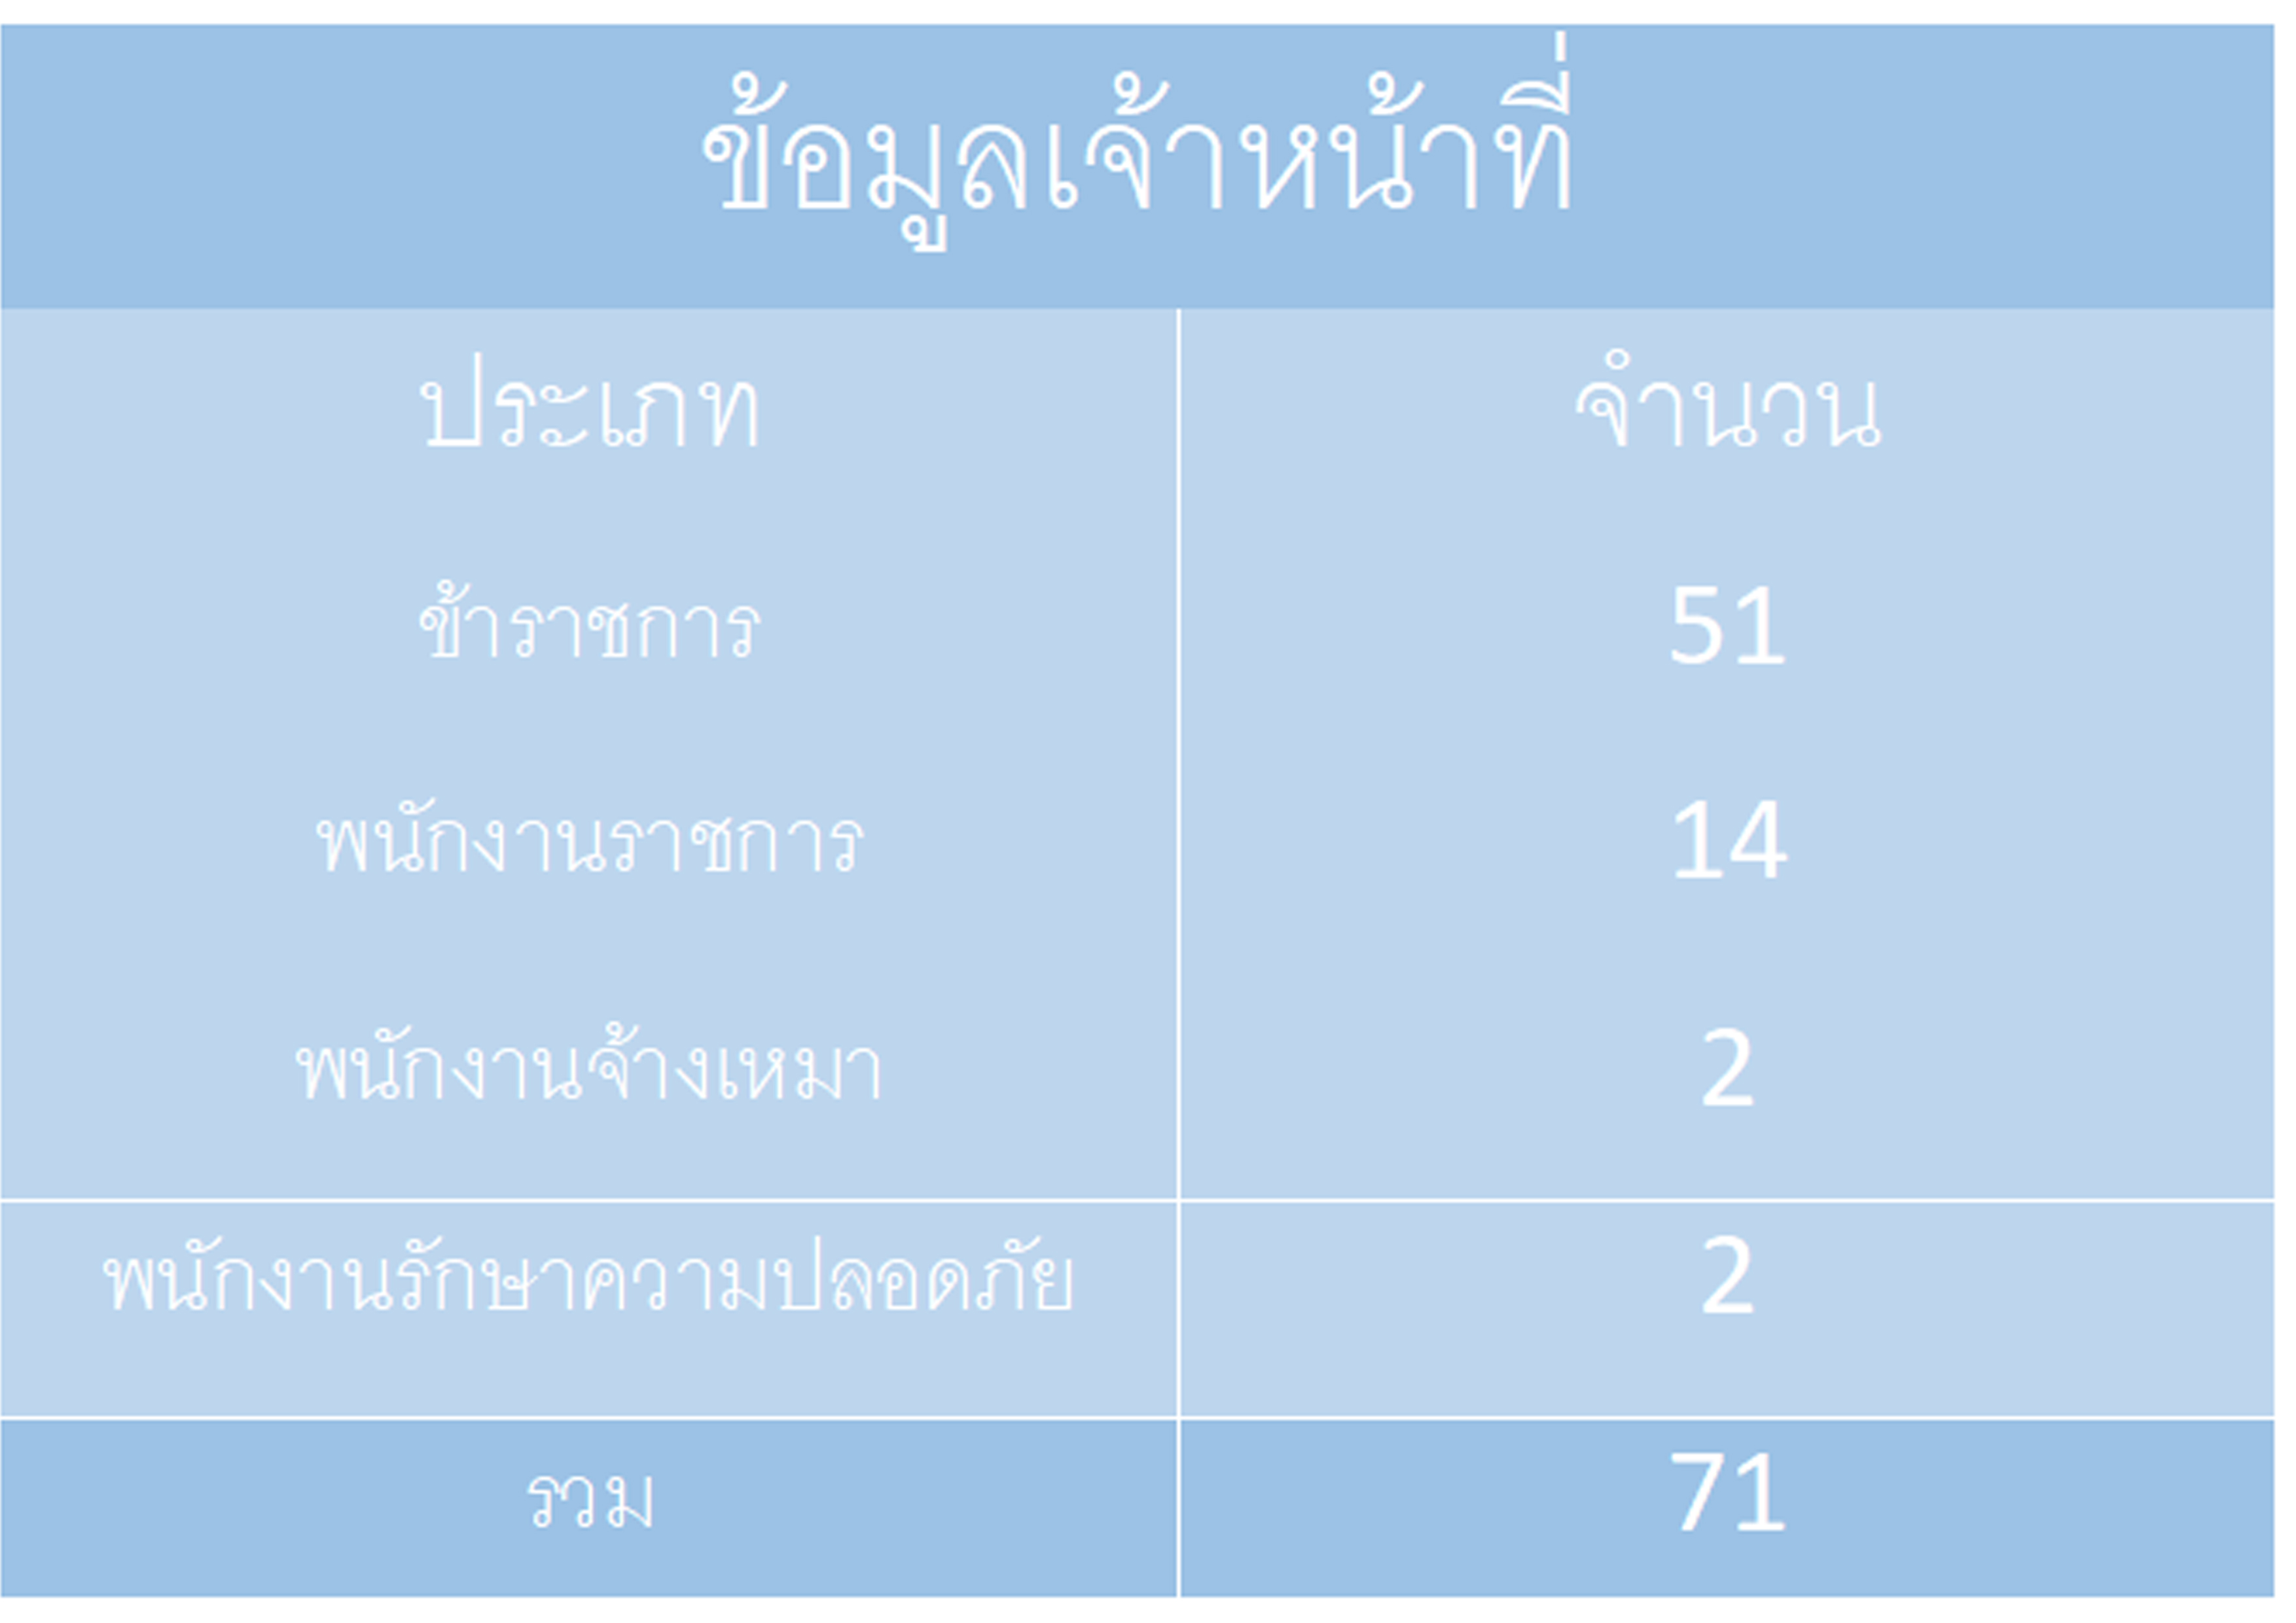 ข้อมูลเจ้าหน้าที่
ประเภท จำนวน
ข้าราชการ 51
พนักงานราชการ 14
พนักงานจ้างเหมา 2
พนักงานรักษาความปลอดภัย 2
รวม 71